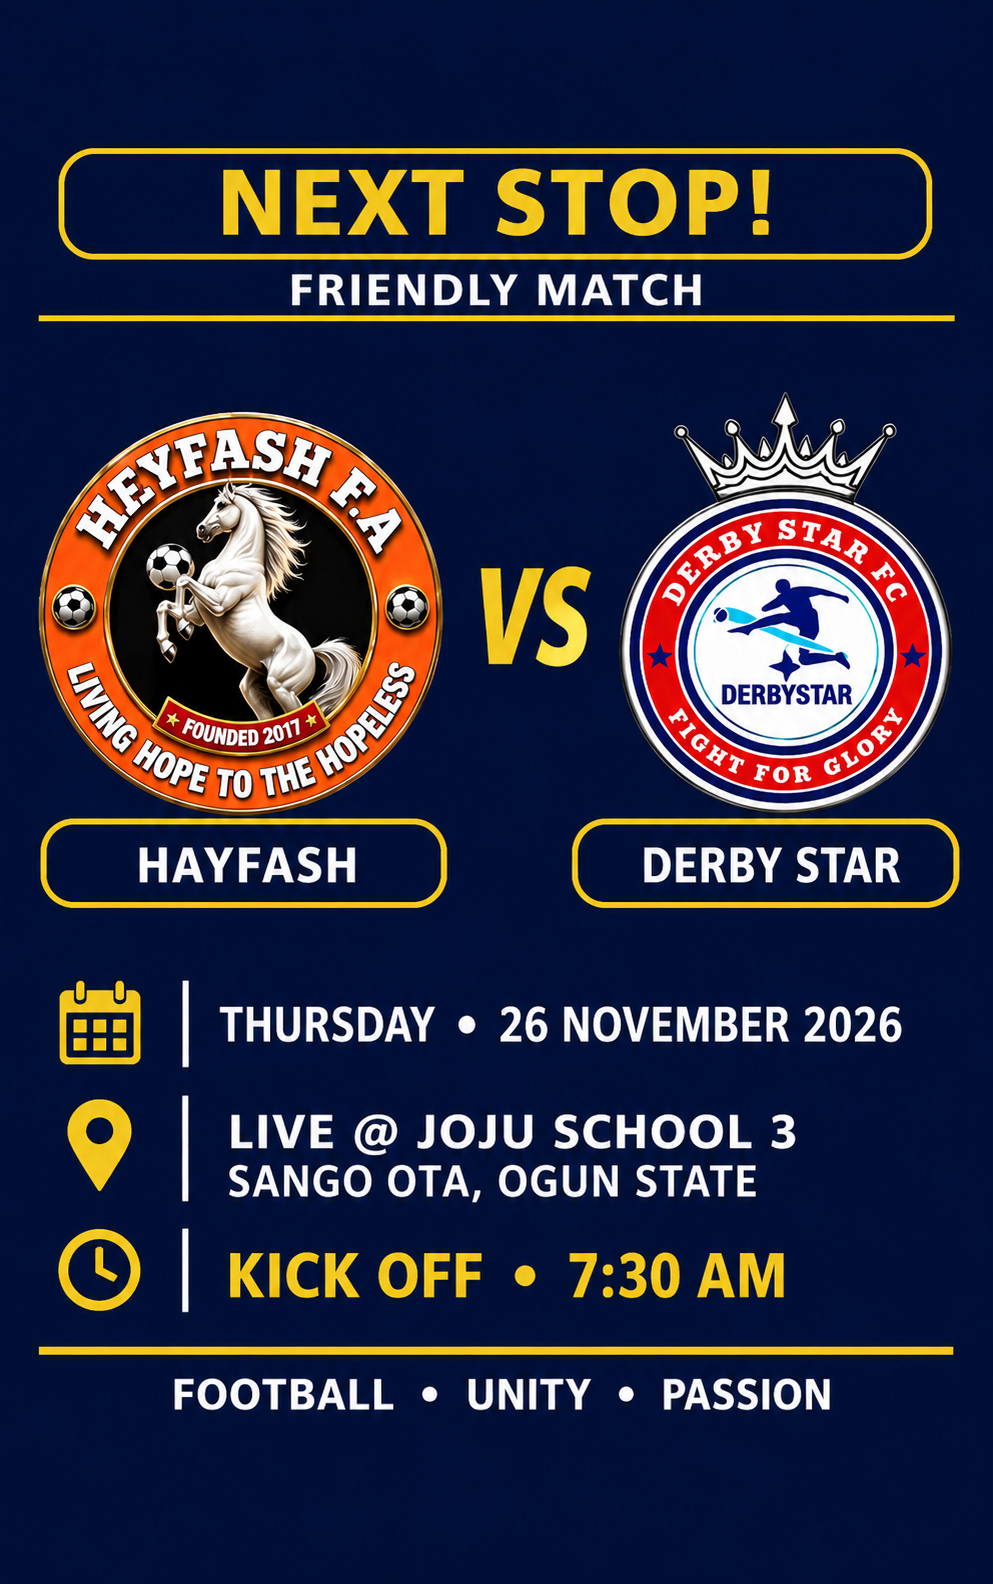 NEXT STOP!
FRIENDLY MATCH
HEYFASH F.A
FOUNDED 2017
LIVING HOPE TO THE HOPELESS
VS
DERBY STAR FC
DERBYSTAR
FIGHT FOR GLORY
HAYFASH
DERBY STAR
THURSDAY • 26 NOVEMBER 2026
LIVE @ JOJU SCHOOL 3
SANGO OTA, OGUN STATE
KICK OFF • 7:30 AM
FOOTBALL • UNITY • PASSION